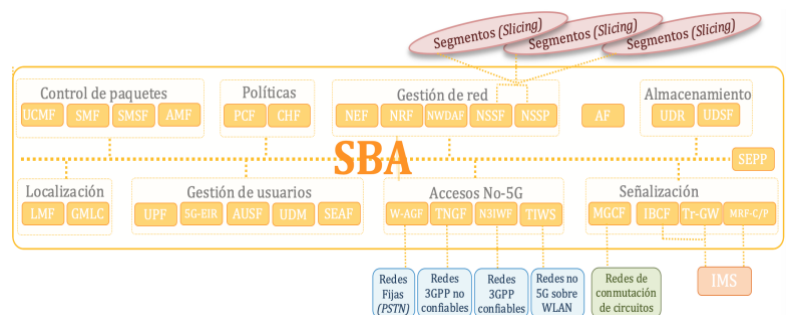 Segmentos (Slicing)
Segmentos (Slicing)
Segmentos (Slicing)
Control de paquetes
UCMF SMF SMSF AMF
Políticas
PCF CHF
Gestión de red
NEF NRF NWDAF NSSF NSSP
AF
Almacenamiento
UDR UDSF
SBA
SEPP
Localización
LMF GMLC
Gestión de usuarios
UPF 5G-EIR AUSF UDM SEAF
Accesos No-5G
W-AGF TNGF N3IWF TIWS
Señalización
MGCF IBCF Tr-GW MRF-C/P
Redes
Fijas
(PSTN)
Redes
3GPP no
confiables
Redes
3GPP
confiables
Redes no
5G sobre
WLAN
Redes de
conmutación
de circuitos
IMS